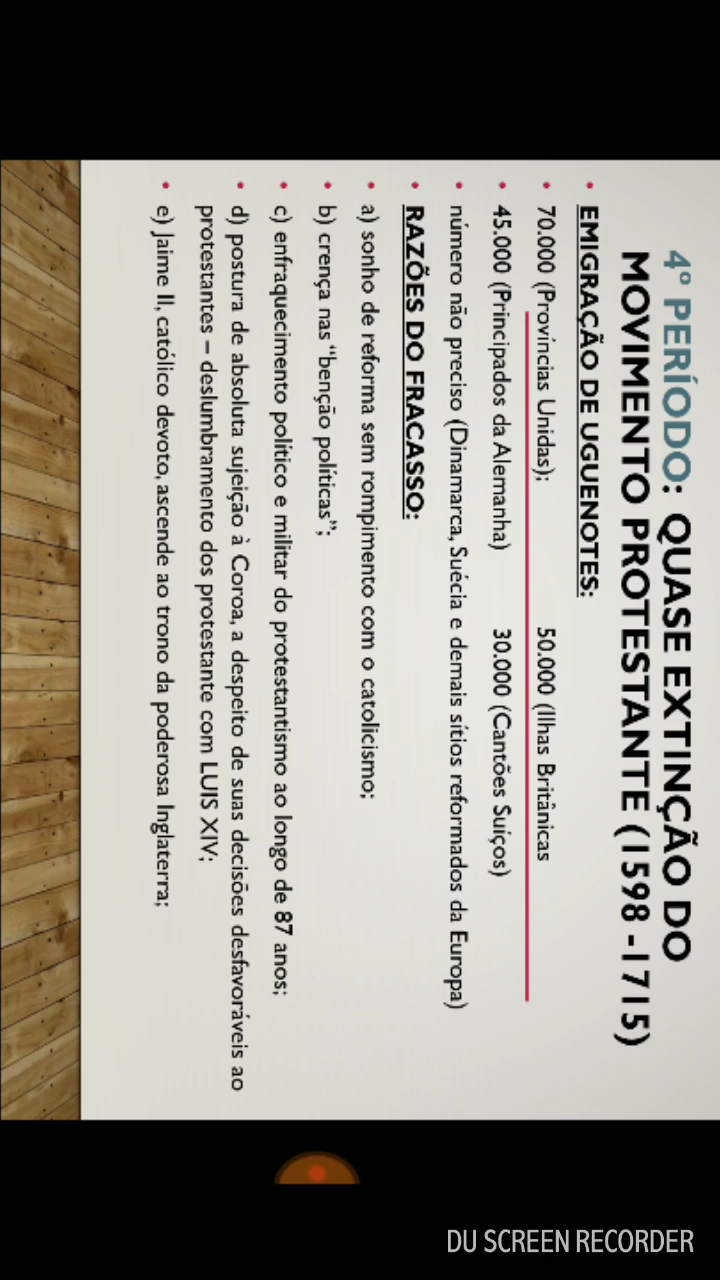 4º PERÍODO: QUASE EXTINÇÃO DO
MOVIMENTO PROTESTANTE (1598 -1715)
• EMIGRAÇÃO DE UGUENOTES:
• 70.000 (Províncias Unidas); 50.000 (Ilhas Britânicas
• 45.000 (Principados da Alemanha) 30.000 (Cantões Suíços)
• número não preciso (Dinamarca, Suécia e demais sítios reformados da Europa)
• RAZÕES DO FRACASSO:
• a) sonho de reforma sem rompimento com o catolicismo;
• b) crença nas “benção políticas”;
• c) enfraquecimento político e militar do protestantismo ao longo de 87 anos;
• d) postura de absoluta sujeição à Coroa, a despeito de suas decisões desfavoráveis ao
protestantes – deslumbramento dos protestante com LUIS XIV;
• e) Jaime II, católico devoto, ascende ao trono da poderosa Inglaterra;
DU SCREEN RECORDER